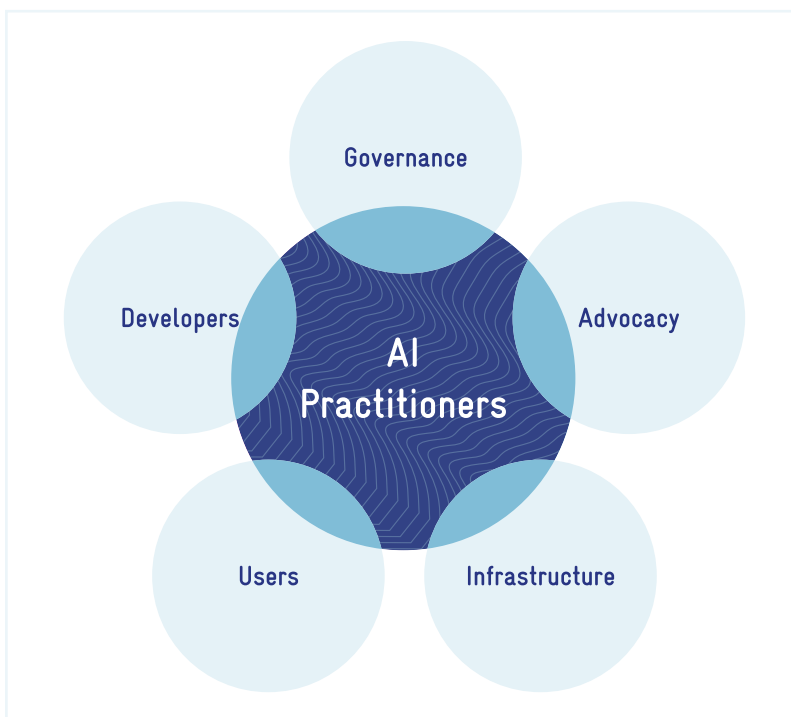 Governance
Developers
Advocacy
AI
Practitioners
Users
Infrastructure